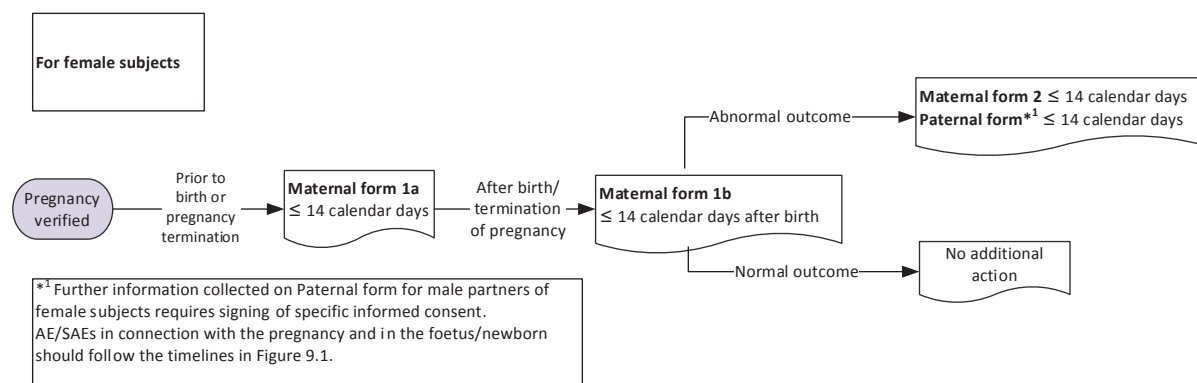 For female subjects
Maternal form 2 ≤ 14 calendar days
Paternal form*1 ≤ 14 calendar days
Abnormal outcome
Pregnancy
verified
Prior to
birth or
pregnancy
termination
Maternal form 1a
≤ 14 calendar days
After birth/
termination
of pregnancy
Maternal form 1b
≤ 14 calendar days after birth
Normal outcome
No additional
action
*1 Further information collected on Paternal form for male partners of
female subjects requires signing of specific informed consent.
AE/SAEs in connection with the pregnancy and in the foetus/newborn
should follow the timelines in Figure 9.1.